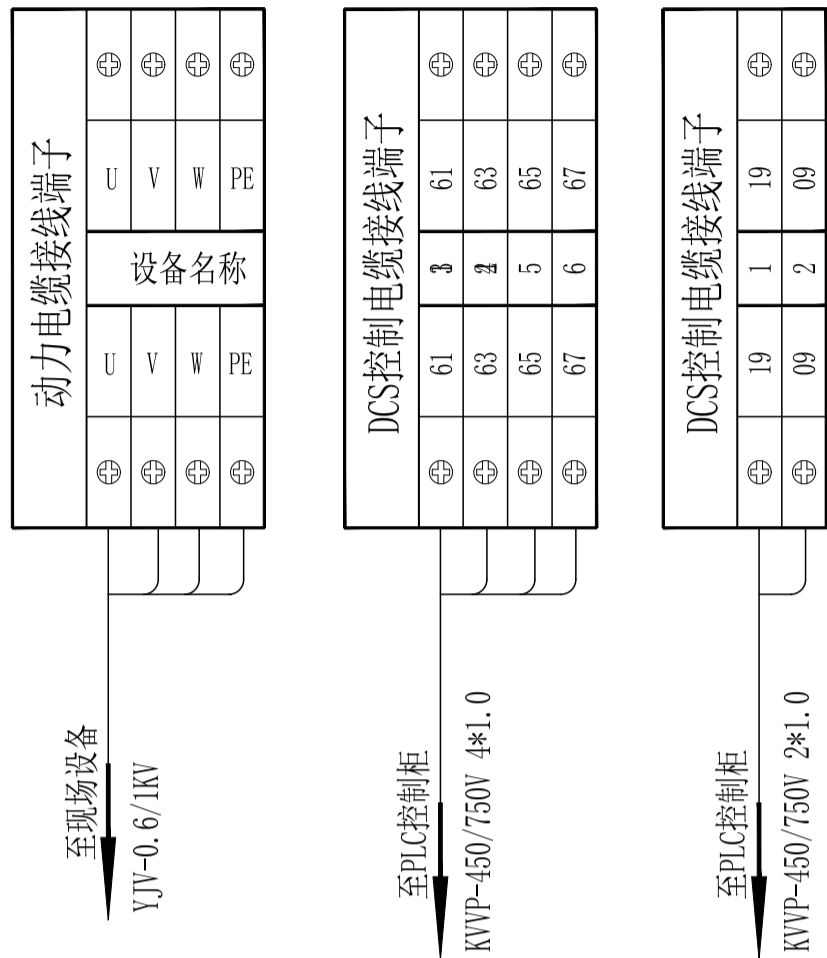 动力电缆接线端子
U V W PE
设备名称
U V W PE
至现场设备
YJV-0.6/1KV
DCS控制电缆接线端子
61 63 65 67
5 6
61 63 65 67
至PLC控制柜
KVVP-450/750V 4*1.0
DCS控制电缆接线端子
19 09
1 2
19 09
至PLC控制柜
KVVP-450/750V 2*1.0